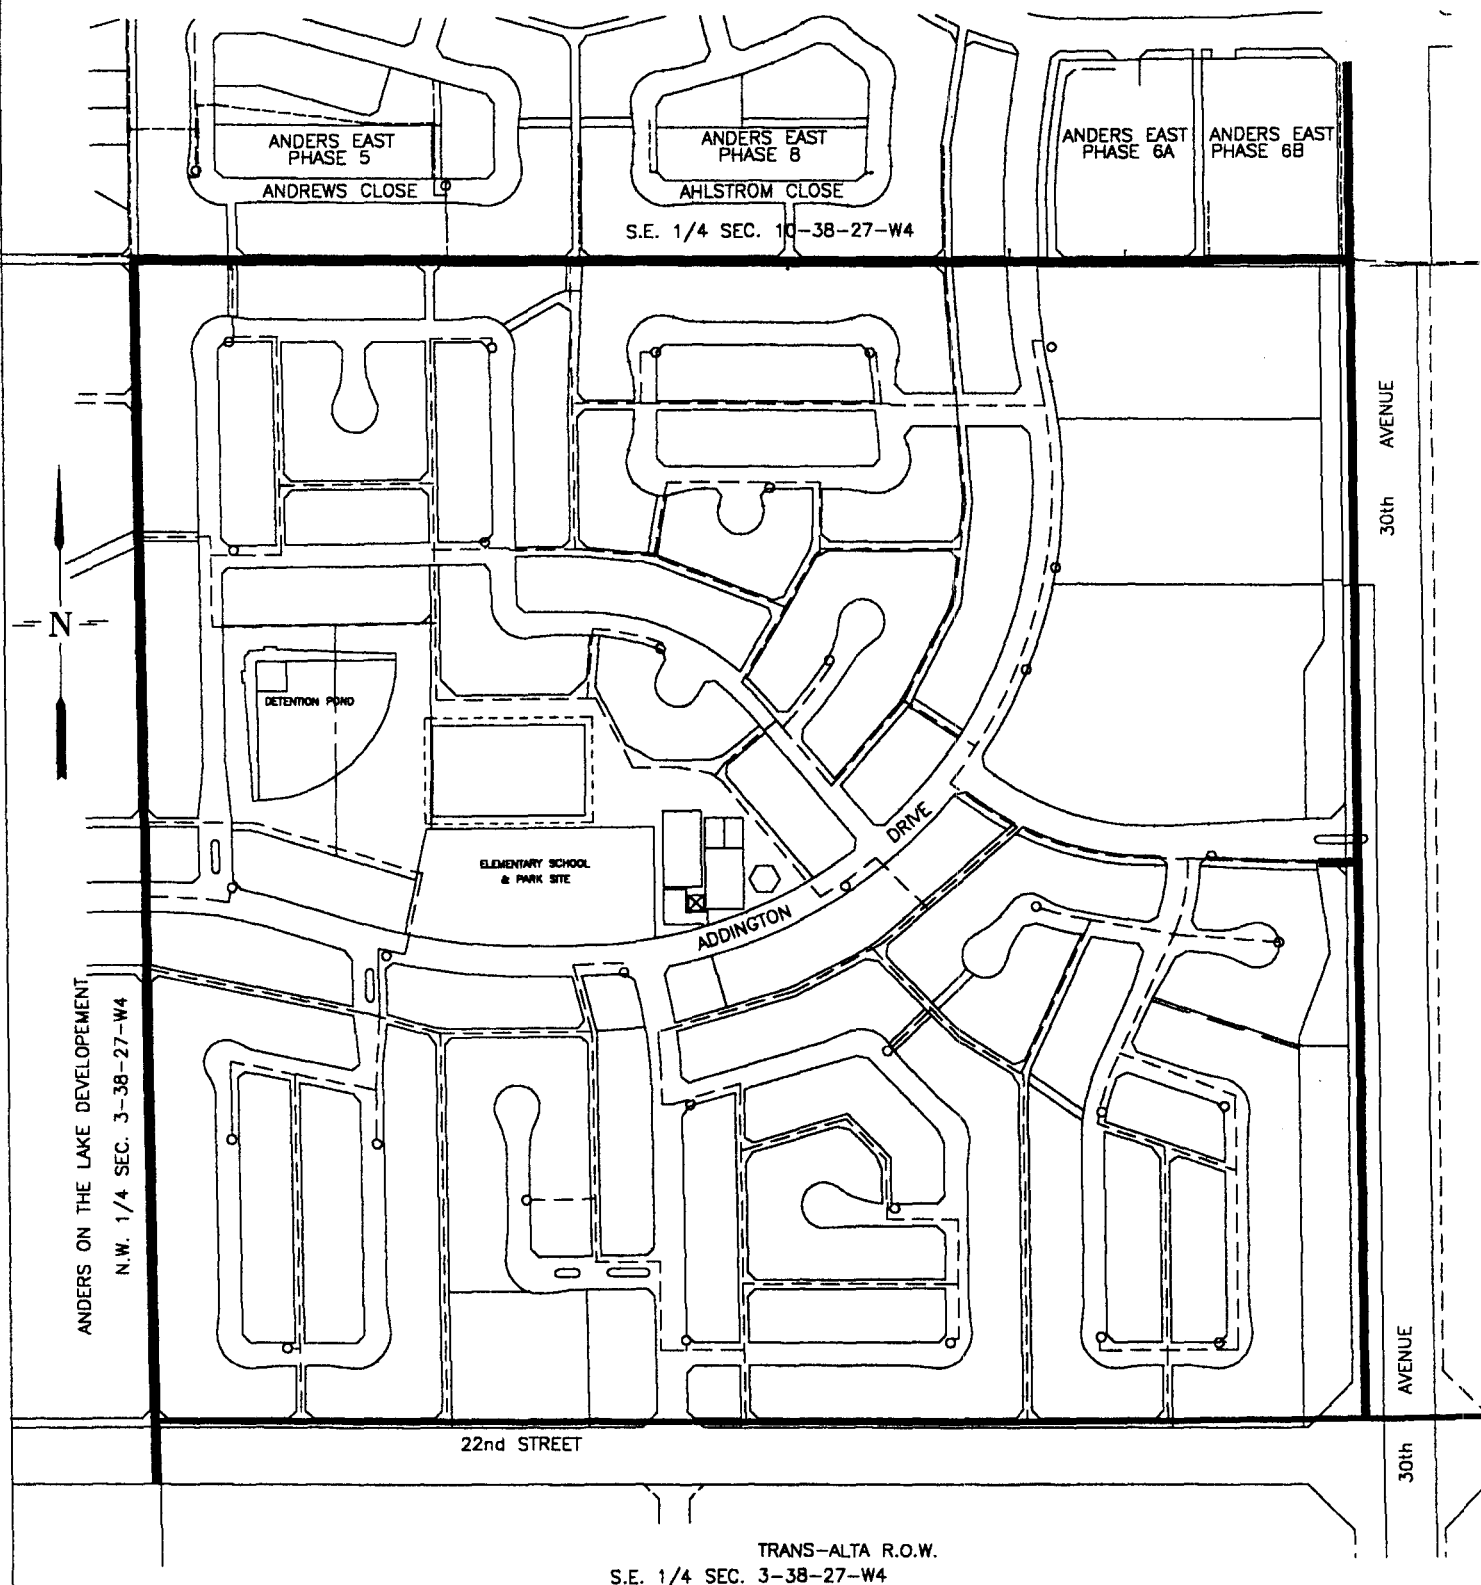 ANDERS EAST
PHASE 5
ANDREWS CLOSE
ANDERS EAST
PHASE 8
AHLSTROM CLOSE
ANDERS EAST
PHASE 6A
ANDERS EAST
PHASE 6B
S.E. 1/4 SEC. 10-38-27-W4
30th AVENUE
N
DETENTION POND
ELEMENTARY SCHOOL
& PARK SITE
ADDINGTON DRIVE
ANDERS ON THE LAKE DEVELOPEMENT
N.W. 1/4 SEC. 3-38-27-W4
22nd STREET
30th AVENUE
TRANS-ALTA R.O.W.
S.E. 1/4 SEC. 3-38-27-W4